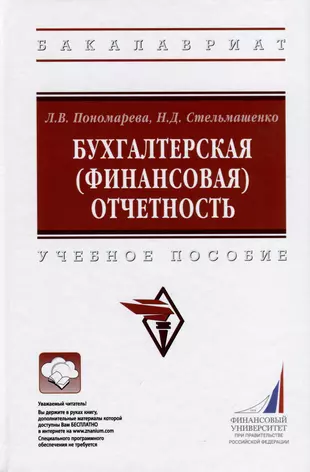 БАКАЛАВРИАТ
Л.В. Пономарева, Н.Д. Стельмашенко
БУХГАЛТЕРСКАЯ
(ФИНАНСОВАЯ)
ОТЧЕТНОСТЬ
УЧЕБНОЕ ПОСОБИЕ
Уважаемый читатель!
Вы держите в руках книгу,
дополнительные материалы которой
доступны Вам БЕСПЛАТНО
в интернете на www.znanium.com
Специального программного
обеспечения не требуется
ФИНАНСОВЫЙ
УНИВЕРСИТЕТ
ПРИ ПРАВИТЕЛЬСТВЕ
РОССИЙСКОЙ ФЕДЕРАЦИИ